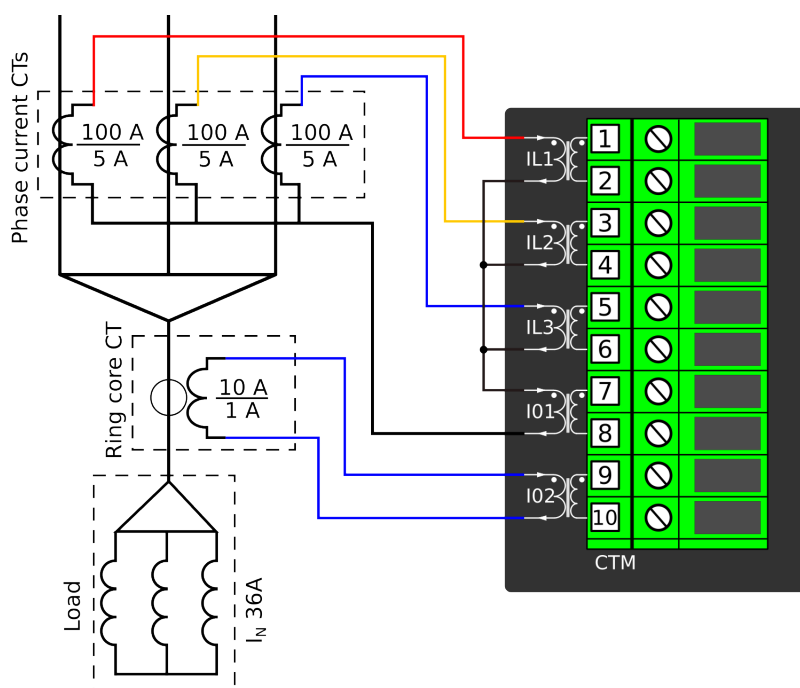 Phase current CTs
100 A
5 A
100 A
5 A
100 A
5 A
IL1
1
2
IL2
3
4
IL3
5
6
I01
7
8
I02
9
10
CTM
Ring core CT
10 A
1 A
Load
IN 36A